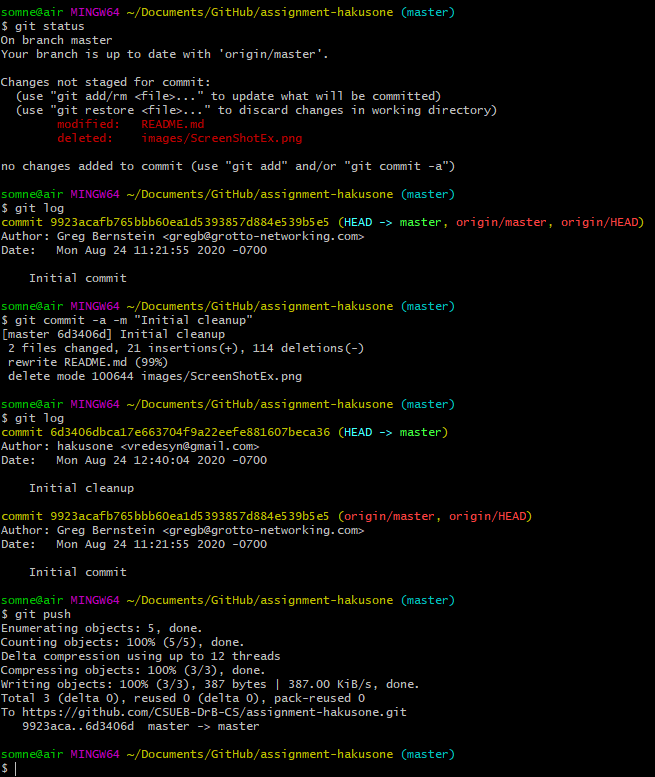 somne@air MINGW64 ~/Documents/GitHub/assignment-hakusone (master)
$ git status
On branch master
Your branch is up to date with 'origin/master'.

Changes not staged for commit:
  (use "git add/rm <file>..." to update what will be committed)
  (use "git restore <file>..." to discard changes in working directory)
        modified:   README.md
        deleted:    images/ScreenShotEx.png

no changes added to commit (use "git add" and/or "git commit -a")

somne@air MINGW64 ~/Documents/GitHub/assignment-hakusone (master)
$ git log
commit 9923acafb765bbb60ea1d5393857d884e539b5e5 (HEAD -> master, origin/master, origin/HEAD)
Author: Greg Bernstein <gregb@grotto-networking.com>
Date:   Mon Aug 24 11:21:55 2020 -0700

    Initial commit

somne@air MINGW64 ~/Documents/GitHub/assignment-hakusone (master)
$ git commit -a -m "Initial cleanup"
[master 6d3406d] Initial cleanup
 2 files changed, 21 insertions(+), 114 deletions(-)
 rewrite README.md (99%)
 delete mode 100644 images/ScreenShotEx.png

somne@air MINGW64 ~/Documents/GitHub/assignment-hakusone (master)
$ git log
commit 6d3406dbca17e663704f9a22eefe881607beca36 (HEAD -> master)
Author: hakusone <vredesyn@gmail.com>
Date:   Mon Aug 24 12:40:04 2020 -0700

    Initial cleanup

commit 9923acafb765bbb60ea1d5393857d884e539b5e5 (origin/master, origin/HEAD)
Author: Greg Bernstein <gregb@grotto-networking.com>
Date:   Mon Aug 24 11:21:55 2020 -0700

    Initial commit

somne@air MINGW64 ~/Documents/GitHub/assignment-hakusone (master)
$ git push
Enumerating objects: 5, done.
Counting objects: 100% (5/5), done.
Delta compression using up to 12 threads
Compressing objects: 100% (3/3), done.
Writing objects: 100% (3/3), 387 bytes | 387.00 KiB/s, done.
Total 3 (delta 0), reused 0 (delta 0), pack-reused 0
To https://github.com/CSUEB-DrB-CS/assignment-hakusone.git
   9923aca..6d3406d  master -> master

somne@air MINGW64 ~/Documents/GitHub/assignment-hakusone (master)
$